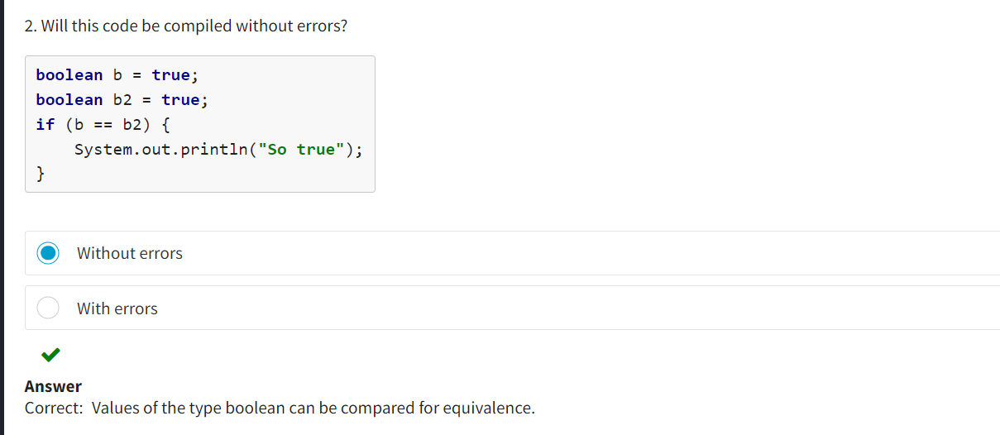 2. Will this code be compiled without errors?
boolean b = true;
boolean b2 = true;
if (b == b2) {
    System.out.println("So true");
}
Without errors
With errors
Answer
Correct:  Values of the type boolean can be compared for equivalence.